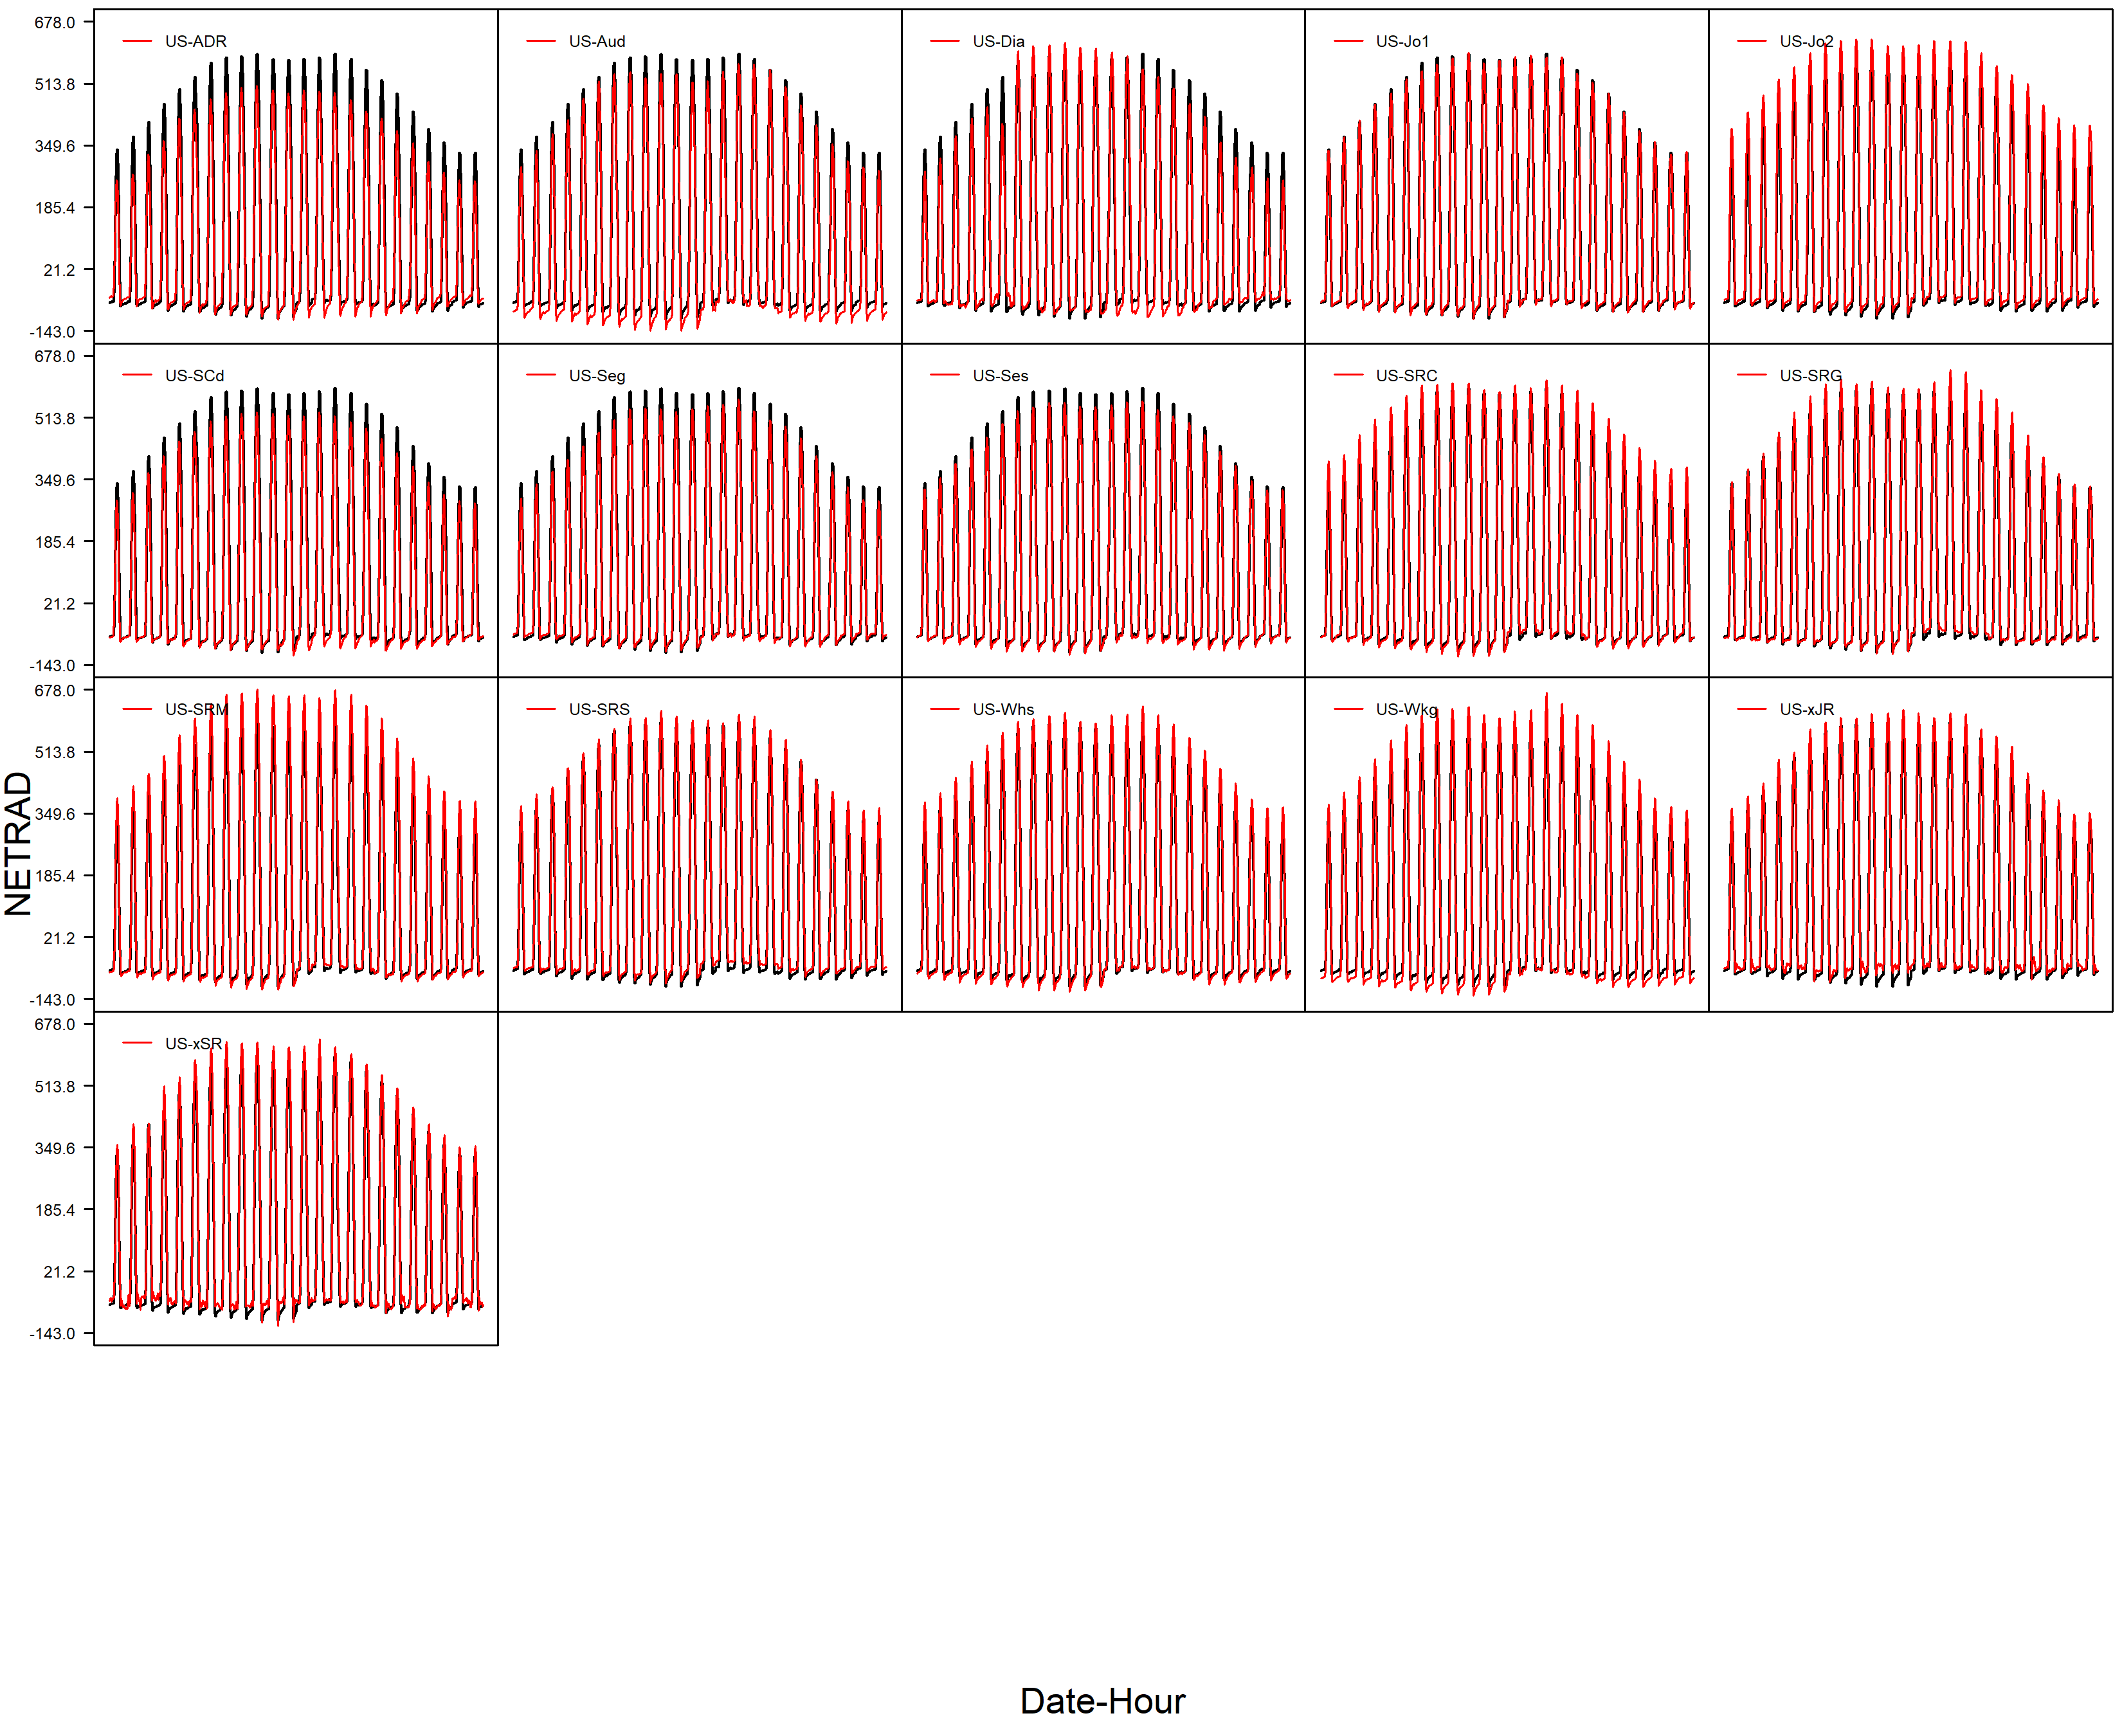 678.0
513.8
349.6
185.4
21.2
-143.0
US-ADR
US-Aud
US-Dia
US-Jo1
US-Jo2
678.0
513.8
349.6
185.4
21.2
-143.0
US-SCd
US-Seg
US-Ses
US-SRC
US-SRG
678.0
513.8
349.6
185.4
21.2
-143.0
US-SRM
US-SRS
US-Whs
US-Wkg
US-xJR
678.0
513.8
349.6
185.4
21.2
-143.0
US-xSR
NETRAD
Date-Hour